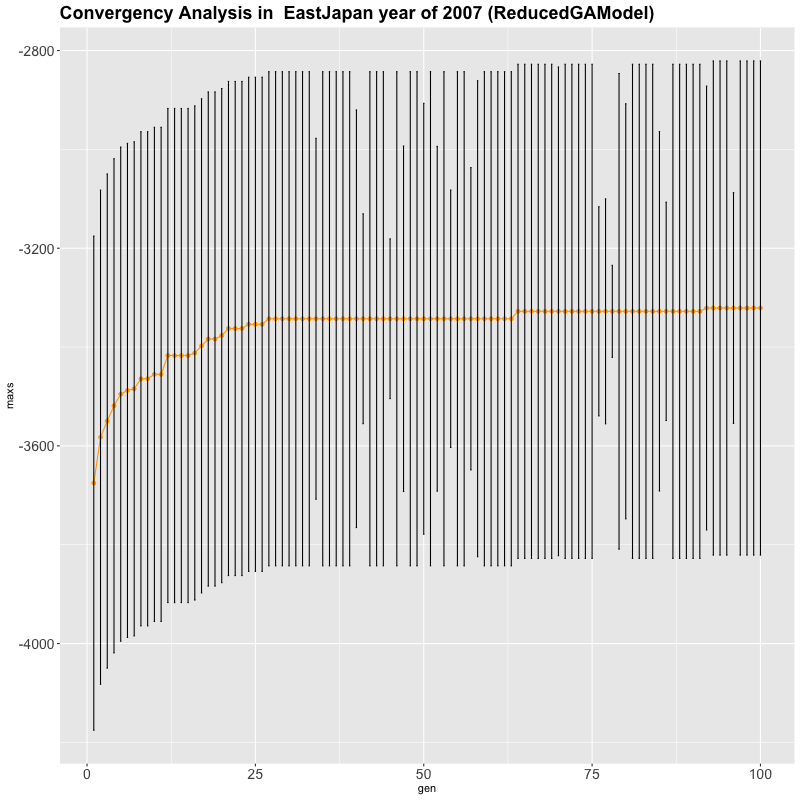 Convergency Analysis in  EastJapan year of 2007 (ReducedGAModel)
-2800
-3200
-3600
-4000
maxs
0 25 50 75 100
gen